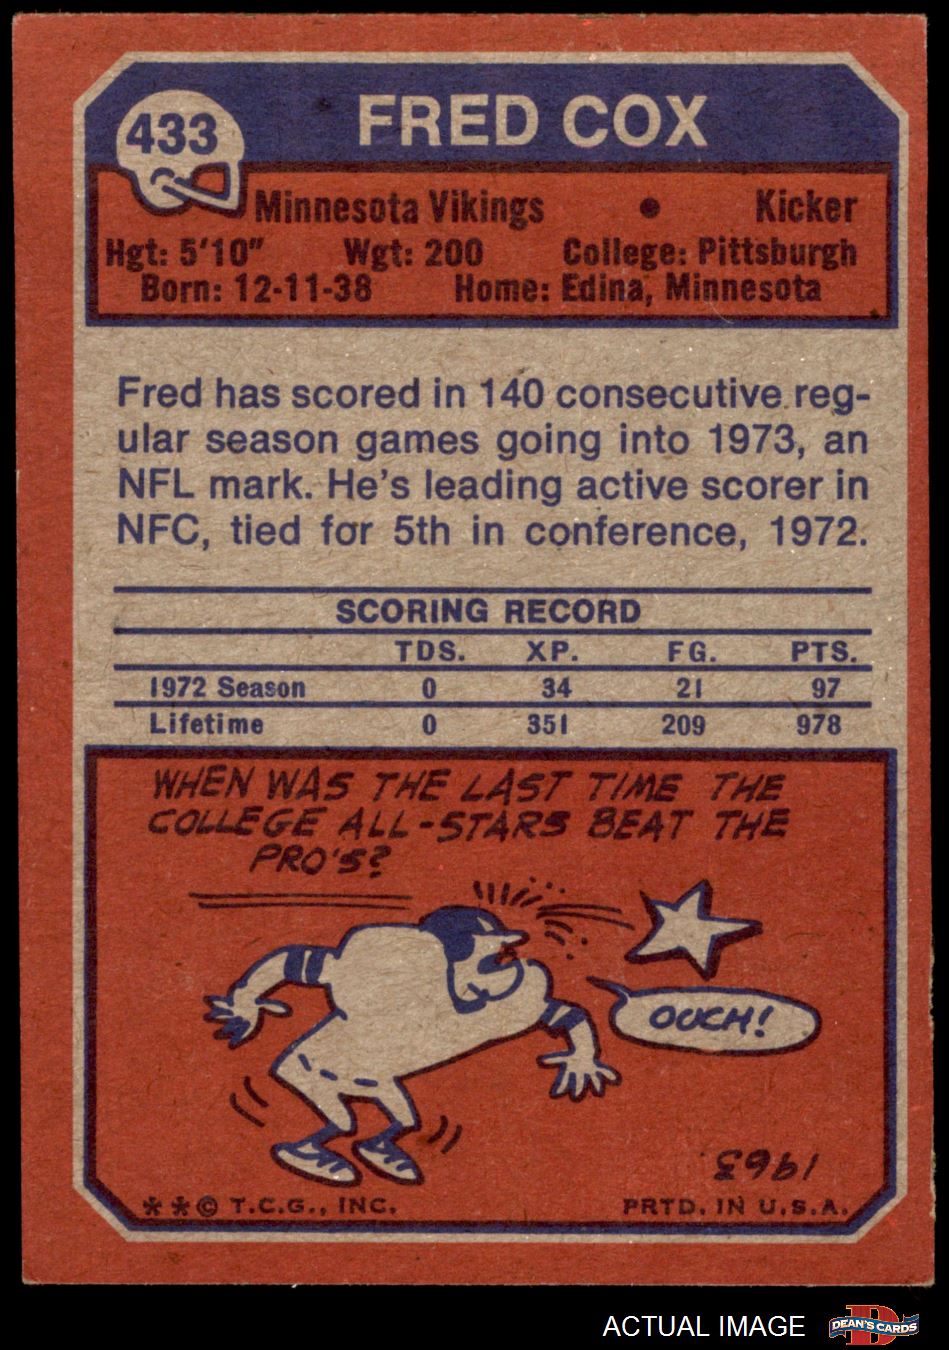 433
FRED COX
Minnesota Vikings • Kicker
Hgt: 5'10" Wgt: 200 College: Pittsburgh
Born: 12-11-38 Home: Edina, Minnesota
Fred has scored in 140 consecutive reg-
ular season games going into 1973, an
NFL mark. He's leading active scorer in
NFC, tied for 5th in conference, 1972.
SCORING RECORD
TDS. XP. FG. PTS.
1972 Season 0 34 21 97
Lifetime 0 351 209 978
WHEN WAS THE LAST TIME THE
COLLEGE ALL-STARS BEAT THE
PRO'S?
OUCH!
1963
**© T.C.G., INC. PRTD. IN U.S.A.
ACTUAL IMAGE
D
DEAN'S CARDS